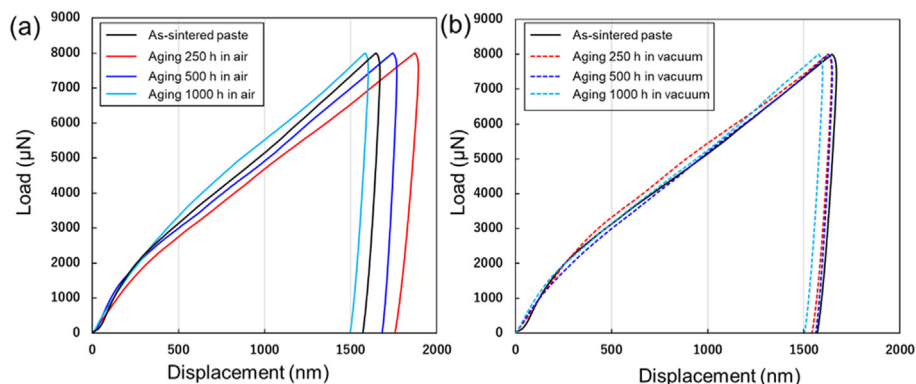 (a)
9000
8000
7000
6000
5000
4000
3000
2000
1000
0
Load (μN)
As-sintered paste
Aging 250 h in air
Aging 500 h in air
Aging 1000 h in air
0 500 1000 1500 2000
Displacement (nm)
(b)
9000
8000
7000
6000
5000
4000
3000
2000
1000
0
Load (μN)
As-sintered paste
Aging 250 h in vacuum
Aging 500 h in vacuum
Aging 1000 h in vacuum
0 500 1000 1500 2000
Displacement (nm)